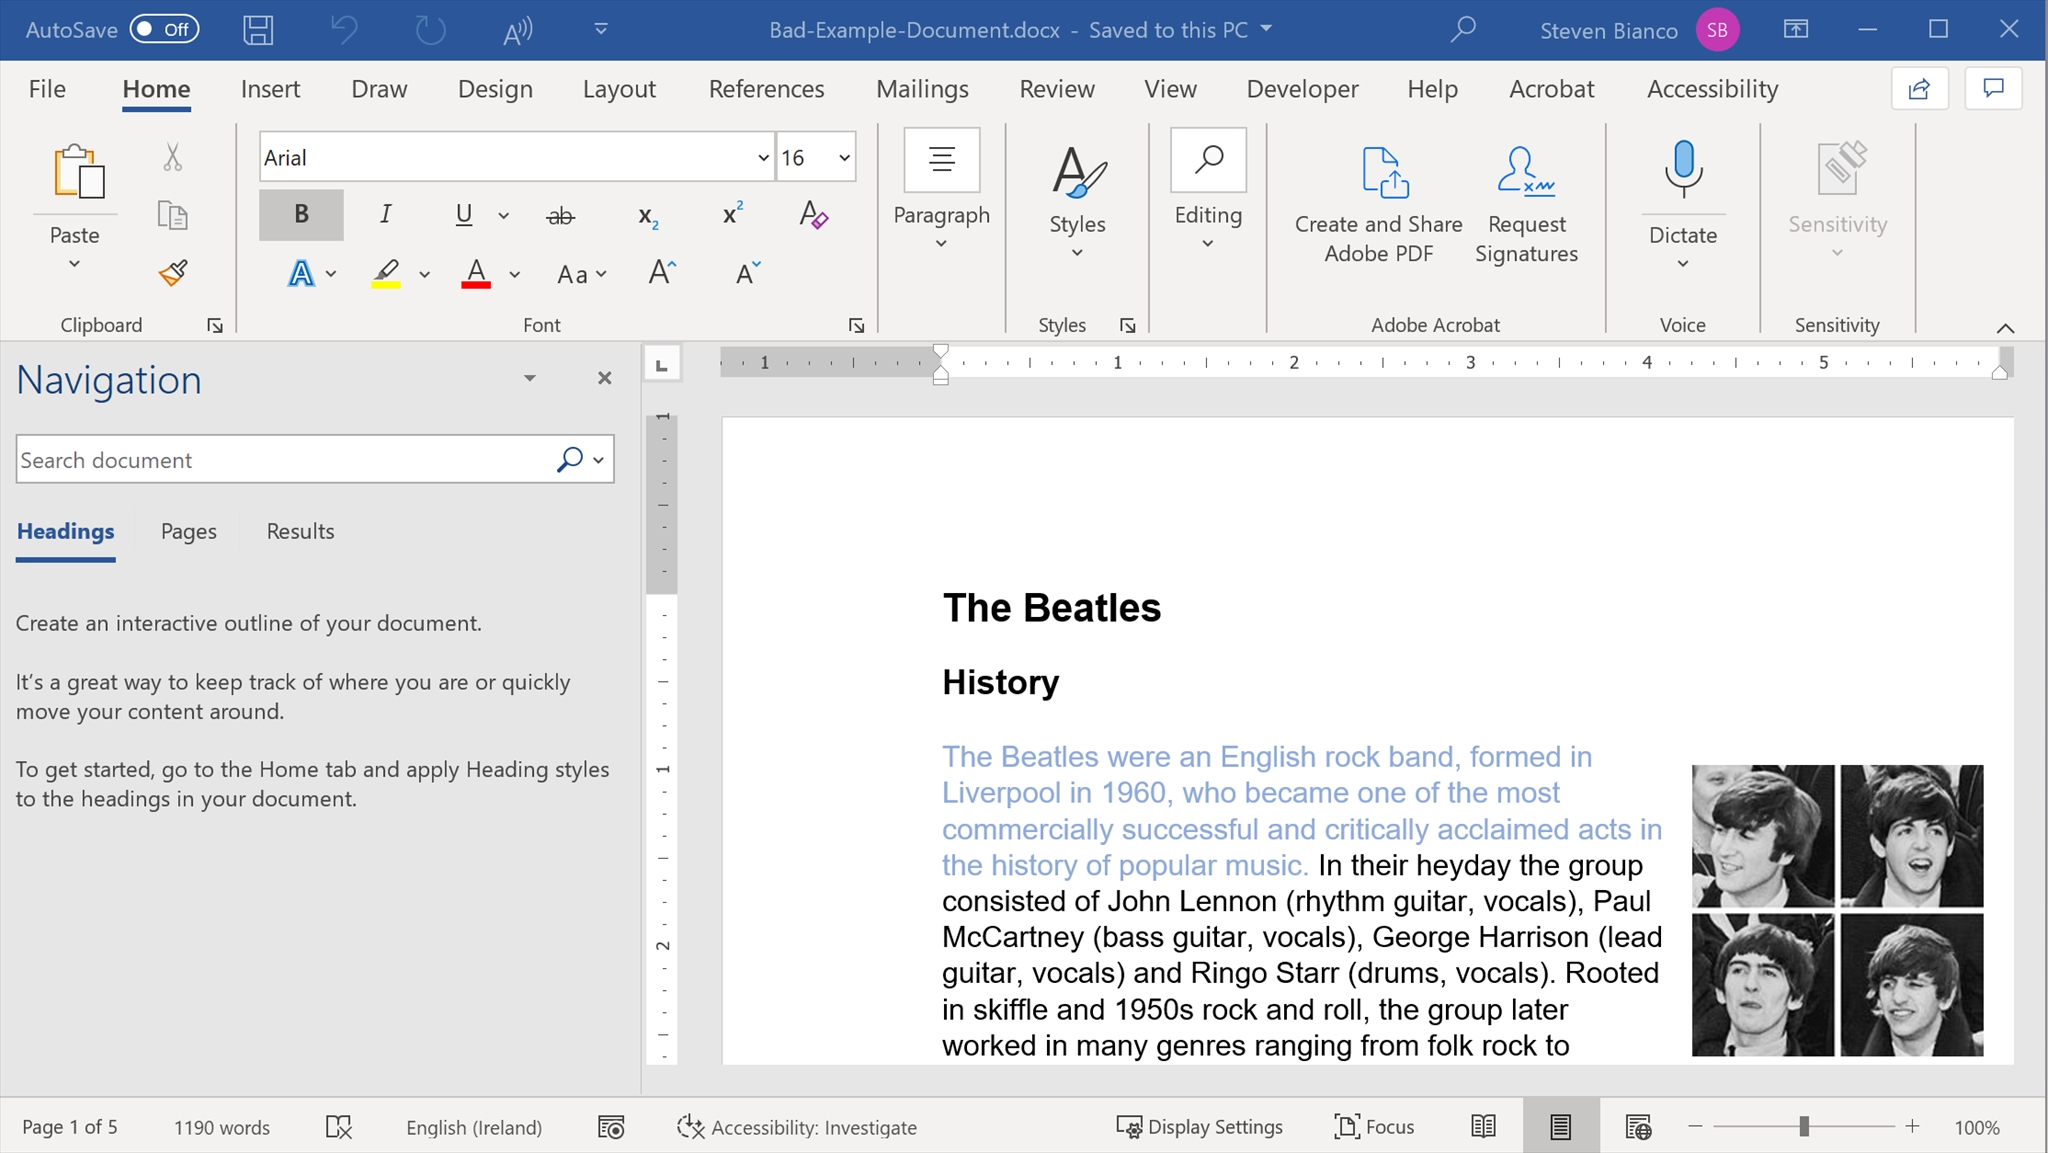 AutoSave Off
Bad-Example-Document.docx - Saved to this PC
Steven Bianco SB
File Home Insert Draw Design Layout References Mailings Review View Developer Help Acrobat Accessibility
Arial 16
B I U ab x2 x2 A
A A Aa A A
Paste
Clipboard
Font
Paragraph
Styles
Styles
Editing
Create and Share
Adobe PDF
Request
Signatures
Adobe Acrobat
Dictate
Voice
Sensitivity
Sensitivity
Navigation
Search document
Headings Pages Results
Create an interactive outline of your document.
It’s a great way to keep track of where you are or quickly
move your content around.
To get started, go to the Home tab and apply Heading styles
to the headings in your document.
1 1 2 3 4 5
1
1
2
The Beatles
History
The Beatles were an English rock band, formed in
Liverpool in 1960, who became one of the most
commercially successful and critically acclaimed acts in
the history of popular music. In their heyday the group
consisted of John Lennon (rhythm guitar, vocals), Paul
McCartney (bass guitar, vocals), George Harrison (lead
guitar, vocals) and Ringo Starr (drums, vocals). Rooted
in skiffle and 1950s rock and roll, the group later
worked in many genres ranging from folk rock to
Page 1 of 5 1190 words English (Ireland) Accessibility: Investigate Display Settings Focus 100%